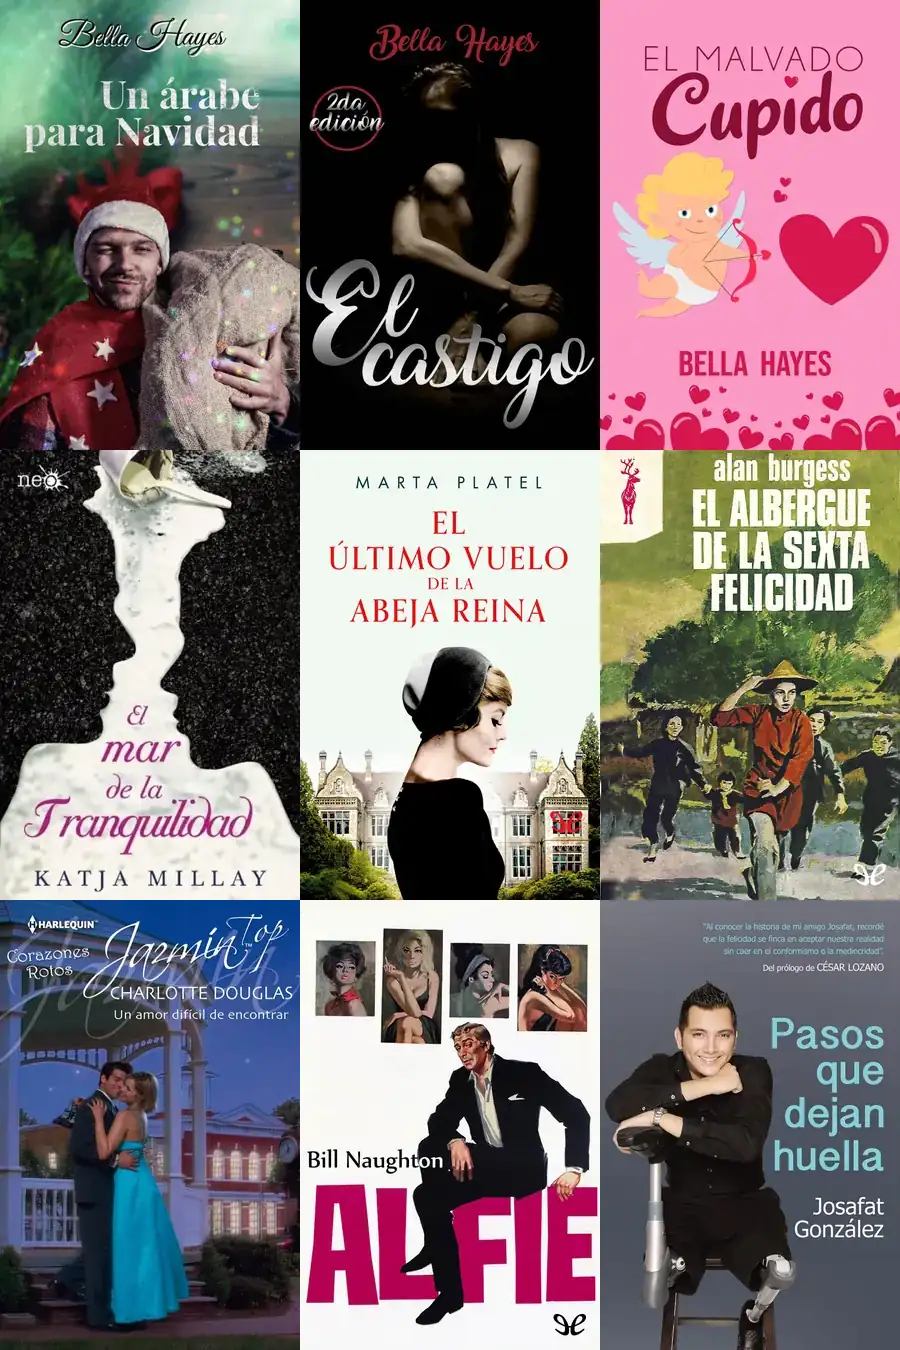 Bella Hayes
Un árabe
para Navidad
Bella Hayes
2da
edición
El
castigo
EL MALVADO
Cupido
BELLA HAYES
neo
El
mar
de la
Tranquilidad
KATJA MILLAY
MARTA PLATEL
EL
ÚLTIMO VUELO
DE LA
ABEJA REINA
alan burgess
EL ALBERGUE
DE LA SEXTA
FELICIDAD
HARLEQUIN™
Corazones
Rotos
Jazmín Top™
CHARLOTTE DOUGLAS
Un amor difícil de encontrar
Bill Naughton
ALFIE
"Al conocer la historia de mi amigo Josafat, recordé
que la felicidad se finca en aceptar nuestra realidad
sin caer en el conformismo o la mediocridad".
Del prólogo de CÉSAR LOZANO
Pasos
que
dejan
huella
Josafat
González